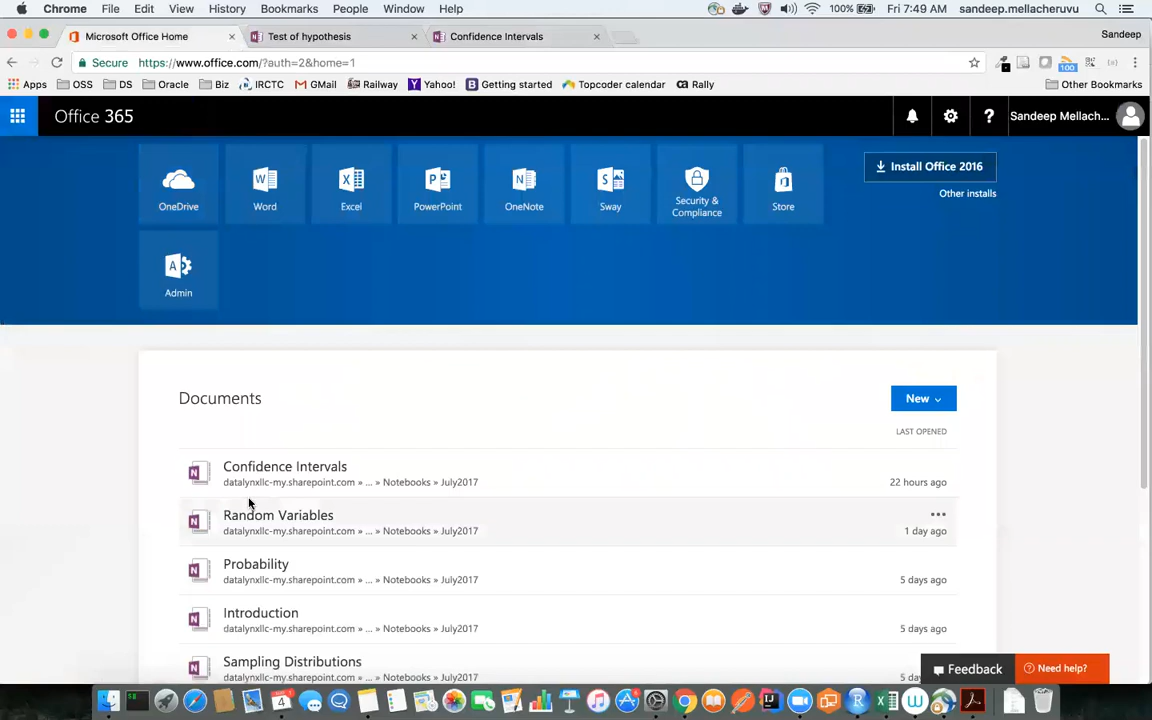 Chrome File Edit View History Bookmarks People Window Help 100% Fri 7:49 AM sandeep.mellacheruvu
Microsoft Office Home × Test of hypothesis × Confidence Intervals × Sandeep
Secure https://www.office.com/?auth=2&home=1 100
Apps OSS DS Oracle Biz IRCTC GMail Railway Yahoo! Getting started Topcoder calendar Rally Other Bookmarks
Office 365 Sandeep Mellach...
Install Office 2016
Other installs
OneDrive Word Excel PowerPoint OneNote Sway Security & Compliance Store
Admin
Documents New
LAST OPENED
Confidence Intervals
datalynxllc-my.sharepoint.com » ... » Notebooks » July2017 22 hours ago
Random Variables
datalynxllc-my.sharepoint.com » ... » Notebooks » July2017 1 day ago
Probability
datalynxllc-my.sharepoint.com » ... » Notebooks » July2017 5 days ago
Introduction
datalynxllc-my.sharepoint.com » ... » Notebooks » July2017 5 days ago
Sampling Distributions
datalynxllc-my.sharepoint.com » ... » Notebooks » July2017 5 days
Feedback Need help?